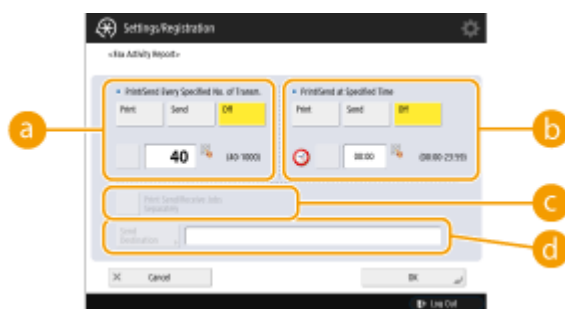 Settings/Registration
<Fax Activity Report>
Print/Send Every Specified No. of Transm.
Print/Send at Specified Time
Print Send Off
Print Send Off
40 (40-1000)
00:00 (00:00-23:59)
Print Send/Receive Jobs
Separately
Send
Destination
a
b
c
d
Cancel
OK
Log Out